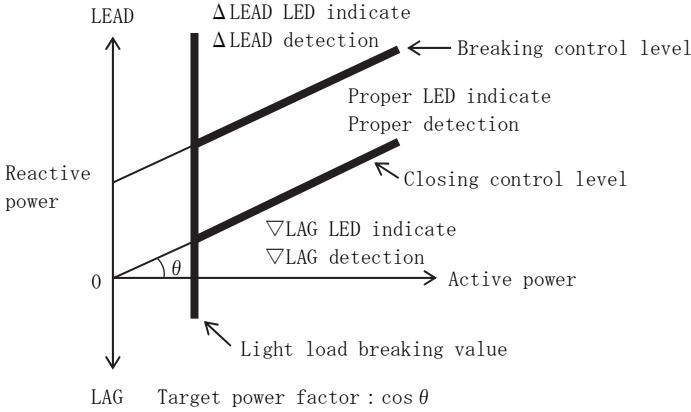 LEAD
ΔLEAD LED indicate
ΔLEAD detection
Breaking control level
Proper LED indicate
Proper detection
Reactive
power
Closing control level
▽LAG LED indicate
▽LAG detection
θ
0
Active power
Light load breaking value
LAG
Target power factor：cosθ